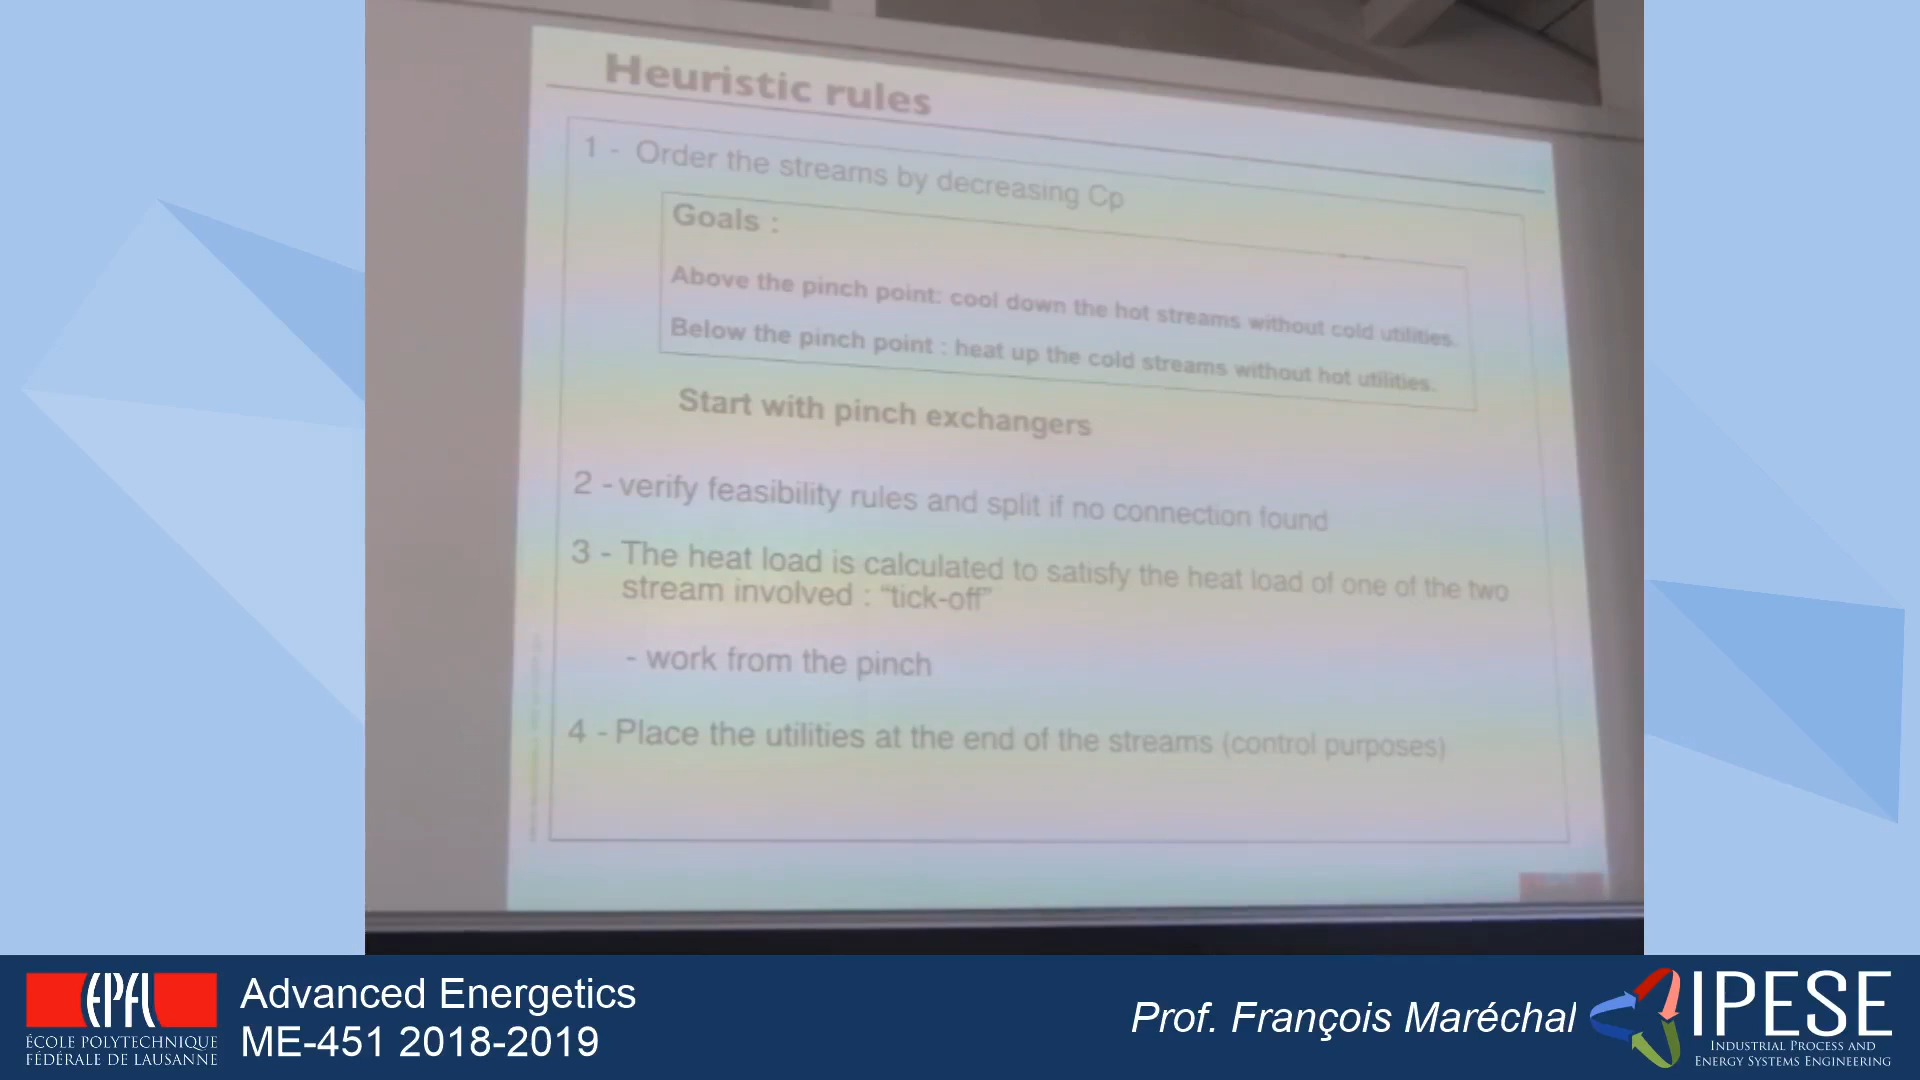 Heuristic rules
1 - Order the streams by decreasing Cp
Goals :
Above the pinch point: cool down the hot streams without cold utilities.
Below the pinch point : heat up the cold streams without hot utilities.
Start with pinch exchangers
2 - verify feasibility rules and split if no connection found
3 - The heat load is calculated to satisfy the heat load of one of the two
stream involved : “tick-off”
- work from the pinch
4 - Place the utilities at the end of the streams (control purposes)
EPFL
ÉCOLE POLYTECHNIQUE
FÉDÉRALE DE LAUSANNE
Advanced Energetics
ME-451 2018-2019
Prof. François Maréchal
IPESE
INDUSTRIAL PROCESS AND
ENERGY SYSTEMS ENGINEERING